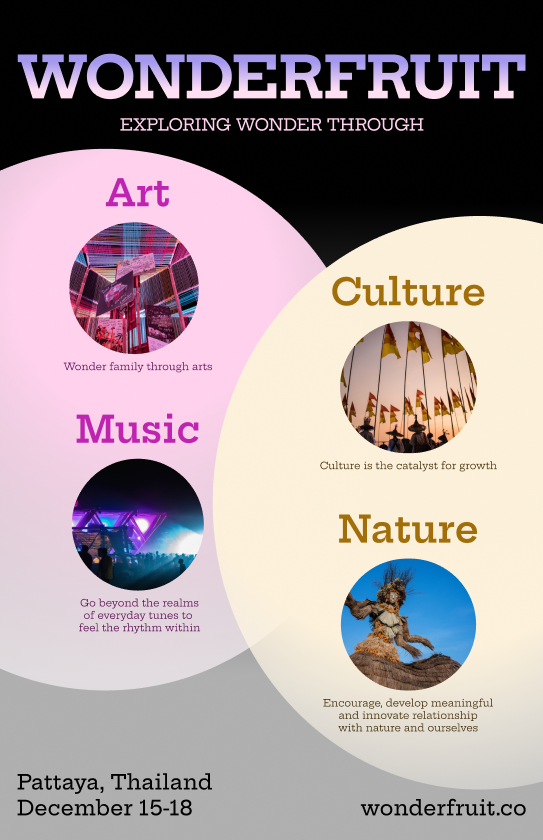 WONDERFRUIT
EXPLORING WONDER THROUGH
Art
Wonder family through arts
Music
Go beyond the realms
of everyday tunes to
feel the rhythm within
Culture
Culture is the catalyst for growth
Nature
Encourage, develop meaningful
and innovate relationship
with nature and ourselves
Pattaya, Thailand
December 15-18
wonderfruit.co